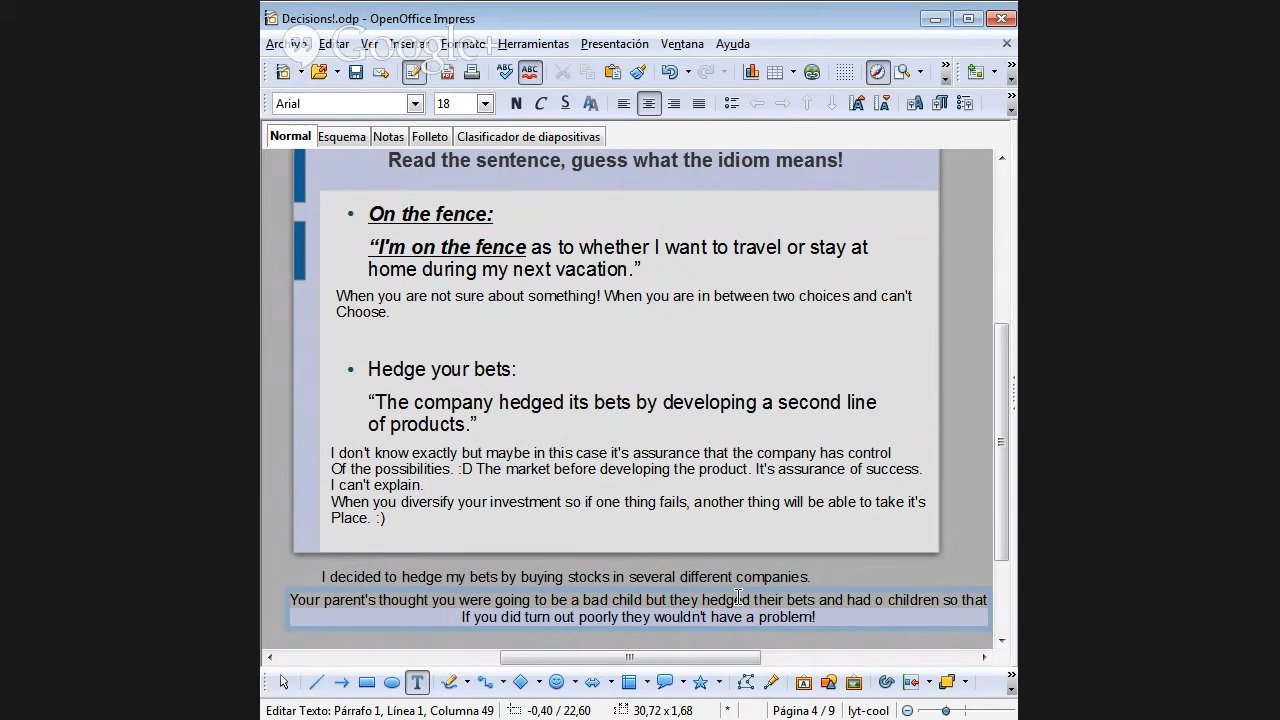 Decisions!.odp - OpenOffice Impress
Google+
Archivo Editar Ver Insertar Formato Herramientas Presentación Ventana Ayuda
Arial 18 N C S
Normal Esquema Notas Folleto Clasificador de diapositivas
Read the sentence, guess what the idiom means!
• On the fence:
“I'm on the fence as to whether I want to travel or stay at
home during my next vacation.”
When you are not sure about something! When you are in between two choices and can't
Choose.
• Hedge your bets:
“The company hedged its bets by developing a second line
of products.”
I don't know exactly but maybe in this case it's assurance that the company has control
Of the possibilities. :D The market before developing the product. It's assurance of success.
I can't explain.
When you diversify your investment so if one thing fails, another thing will be able to take it's
Place. :)
I decided to hedge my bets by buying stocks in several different companies.
Your parent's thought you were going to be a bad child but they hedged their bets and had o children so that
If you did turn out poorly they wouldn't have a problem!
Editar Texto: Párrafo 1, Línea 1, Columna 49 -0,40 / 22,60 30,72 x 1,68 * Página 4 / 9 lyt-cool